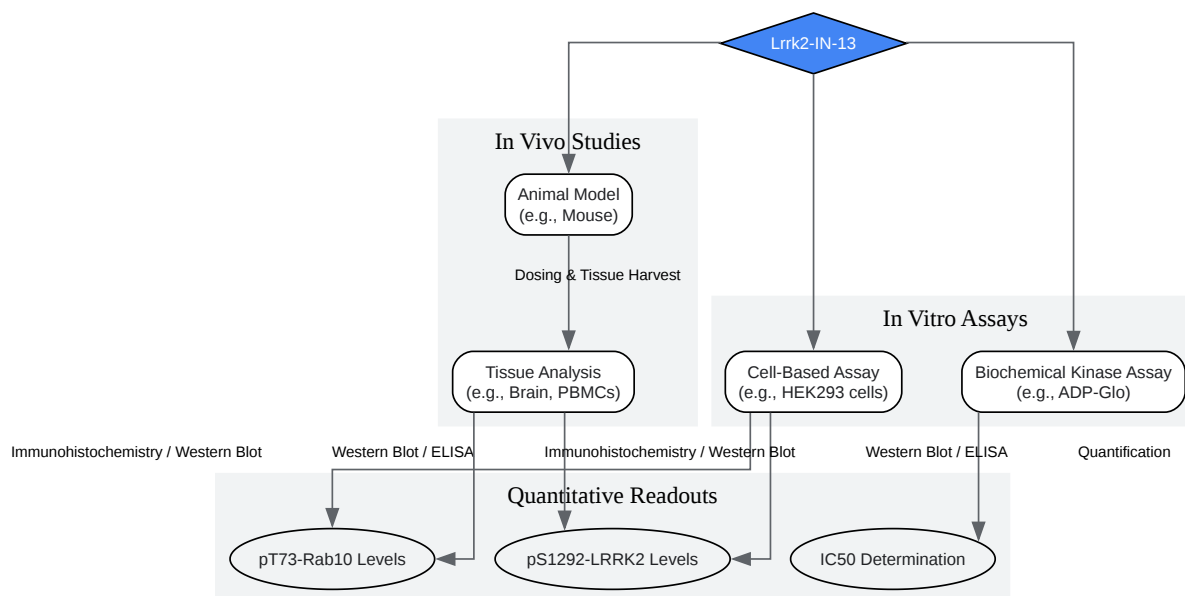 Lrrk2-IN-13
In Vivo Studies
Animal Model
(e.g., Mouse)
Dosing & Tissue Harvest
In Vitro Assays
Tissue Analysis
(e.g., Brain, PBMCs)
Cell-Based Assay
(e.g., HEK293 cells)
Biochemical Kinase Assay
(e.g., ADP-Glo)
Immunohistochemistry / Western Blot
Western Blot / ELISA
Immunohistochemistry / Western Blot
Western Blot / ELISA
Quantification
Quantitative Readouts
pT73-Rab10 Levels
pS1292-LRRK2 Levels
IC50 Determination